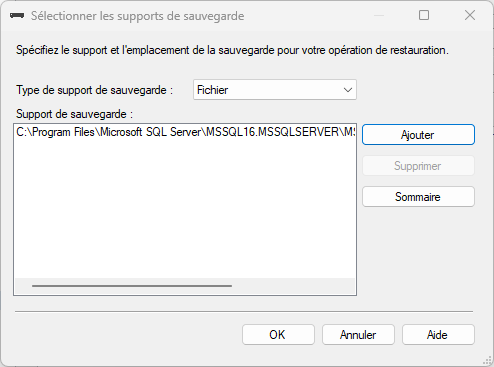 Sélectionner les supports de sauvegarde
Spécifiez le support et l'emplacement de la sauvegarde pour votre opération de restauration.
Type de support de sauvegarde : Fichier
Support de sauvegarde :
C:\Program Files\Microsoft SQL Server\MSSQL16.MSSQLSERVER\MS
Ajouter
Supprimer
Sommaire
OK Annuler Aide